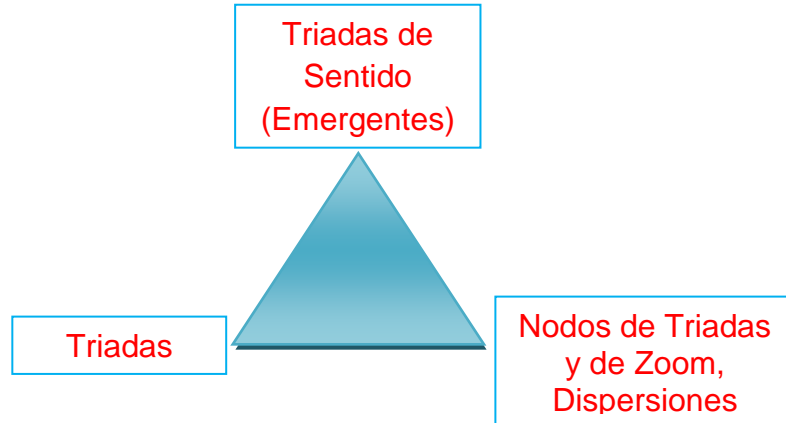 Triadas de
Sentido
(Emergentes)
Triadas
Nodos de Triadas
y de Zoom,
Dispersiones